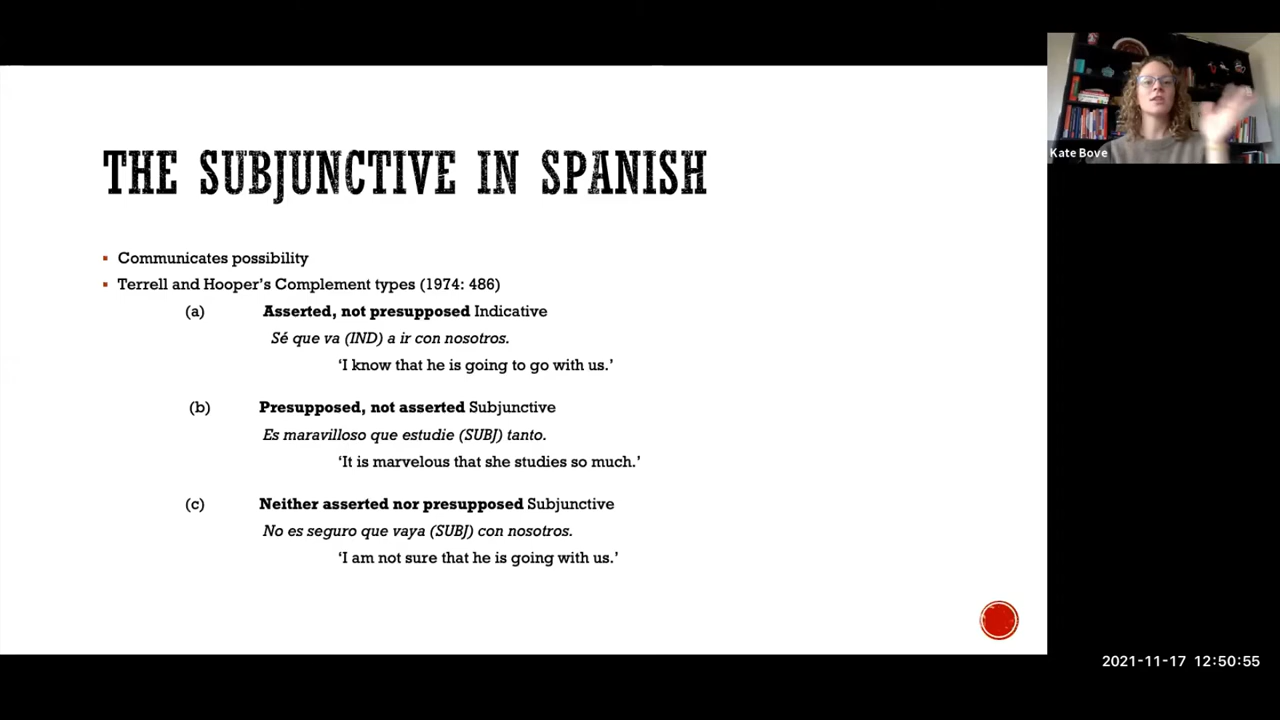 THE SUBJUNCTIVE IN SPANISH
Kate Bove
▪ Communicates possibility
▪ Terrell and Hooper’s Complement types (1974: 486)
(a) Asserted, not presupposed Indicative
Sé que va (IND) a ir con nosotros.
‘I know that he is going to go with us.’
(b) Presupposed, not asserted Subjunctive
Es maravilloso que estudie (SUBJ) tanto.
‘It is marvelous that she studies so much.’
(c) Neither asserted nor presupposed Subjunctive
No es seguro que vaya (SUBJ) con nosotros.
‘I am not sure that he is going with us.’
2021-11-17 12:50:55